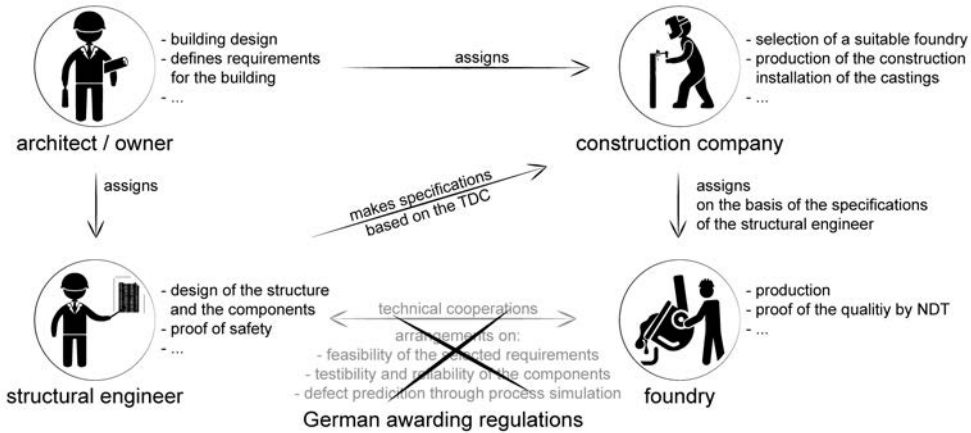 - building design
- defines requirements
for the building
- ...
architect / owner
assigns
- selection of a suitable foundry
- production of the construction
installation of the castings
- ...
construction company
assigns
makes specifications
based on the TDC
assigns
on the basis of the specifications
of the structural engineer
- design of the structure
and the components
- proof of safety
- ...
structural engineer
technical cooperations
arrangements on:
- feasibility of the selected requirements
- testibility and reliability of the components
- defect predicition through process simulation
German awarding regulations
- production
- proof of the qualitiy by NDT
- ...
foundry